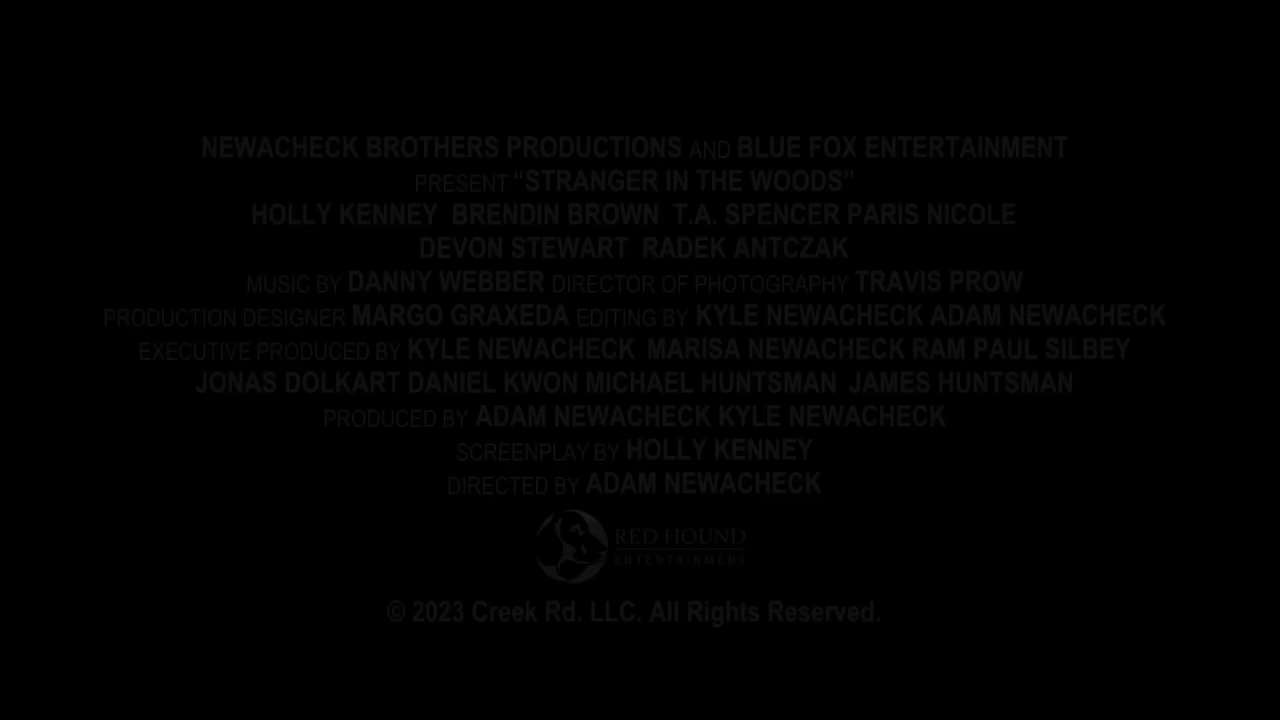 NEWACHECK BROTHERS PRODUCTIONS AND BLUE FOX ENTERTAINMENT
PRESENT “STRANGER IN THE WOODS”
HOLLY KENNEY BRENDIN BROWN T.A. SPENCER PARIS NICOLE
DEVON STEWART RADEK ANTCZAK
MUSIC BY DANNY WEBBER DIRECTOR OF PHOTOGRAPHY TRAVIS PROW
PRODUCTION DESIGNER MARGO GRAXEDA EDITING BY KYLE NEWACHECK ADAM NEWACHECK
EXECUTIVE PRODUCED BY KYLE NEWACHECK MARISA NEWACHECK RAM PAUL SILBEY
JONAS DOLKART DANIEL KWON MICHAEL HUNTSMAN JAMES HUNTSMAN
PRODUCED BY ADAM NEWACHECK KYLE NEWACHECK
SCREENPLAY BY HOLLY KENNEY
DIRECTED BY ADAM NEWACHECK
RED HOUND
ENTERTAINMENT
© 2023 Creek Rd. LLC. All Rights Reserved.